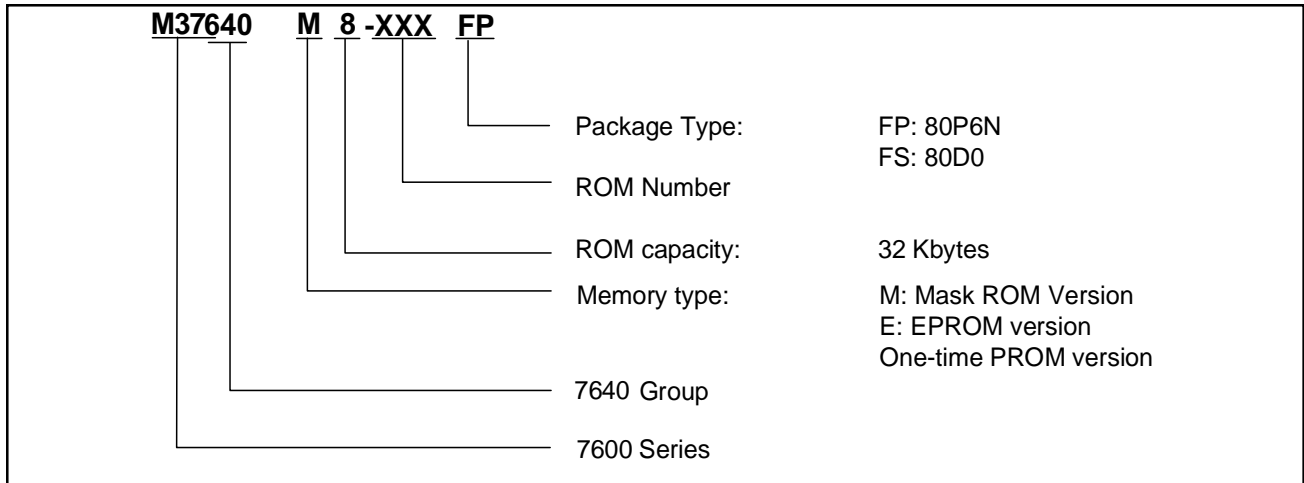 M37640 M 8 -XXX FP
Package Type: FP: 80P6N
FS: 80D0
ROM Number
ROM capacity: 32 Kbytes
Memory type: M: Mask ROM Version
E: EPROM version
One-time PROM version
7640 Group
7600 Series